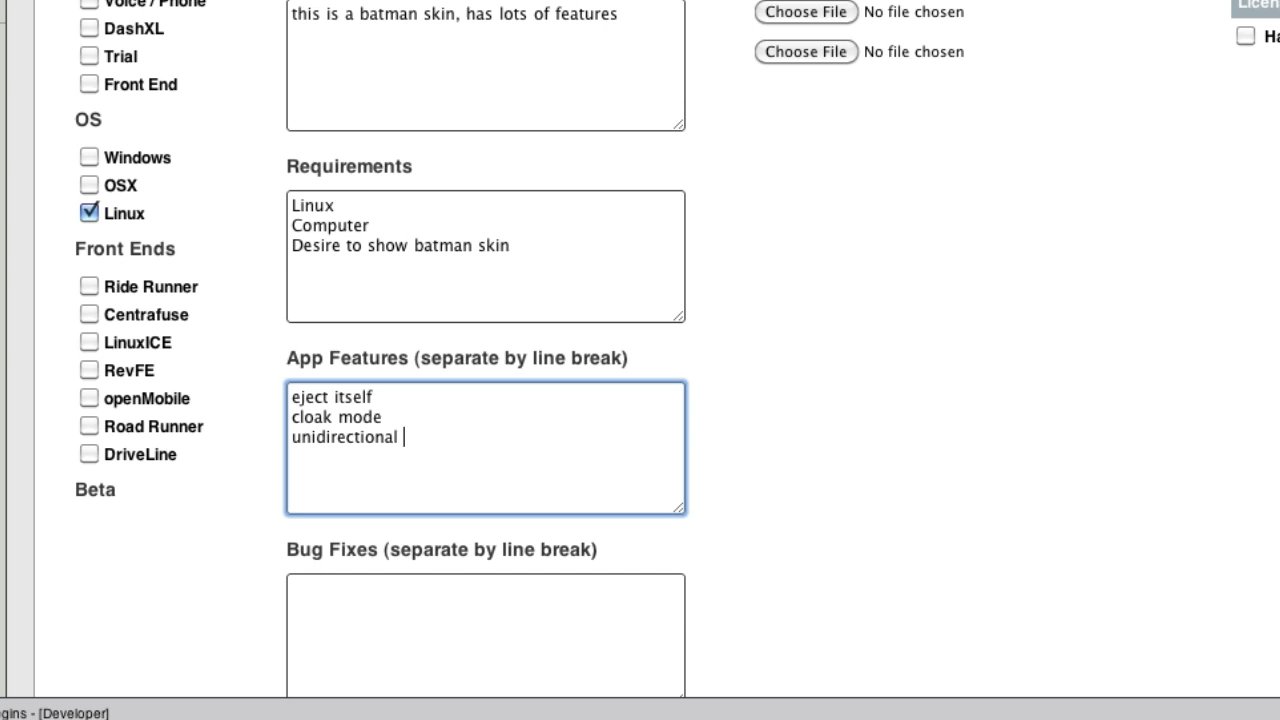 Voice / Phone
DashXL
Trial
Front End
OS
Windows
OSX
Linux
Front Ends
Ride Runner
Centrafuse
LinuxICE
RevFE
openMobile
Road Runner
DriveLine
Beta
this is a batman skin, has lots of features
Requirements
Linux
Computer
Desire to show batman skin
App Features (separate by line break)
eject itself
cloak mode
unidirectional
Bug Fixes (separate by line break)
Choose File No file chosen
Choose File No file chosen
- [Developer]